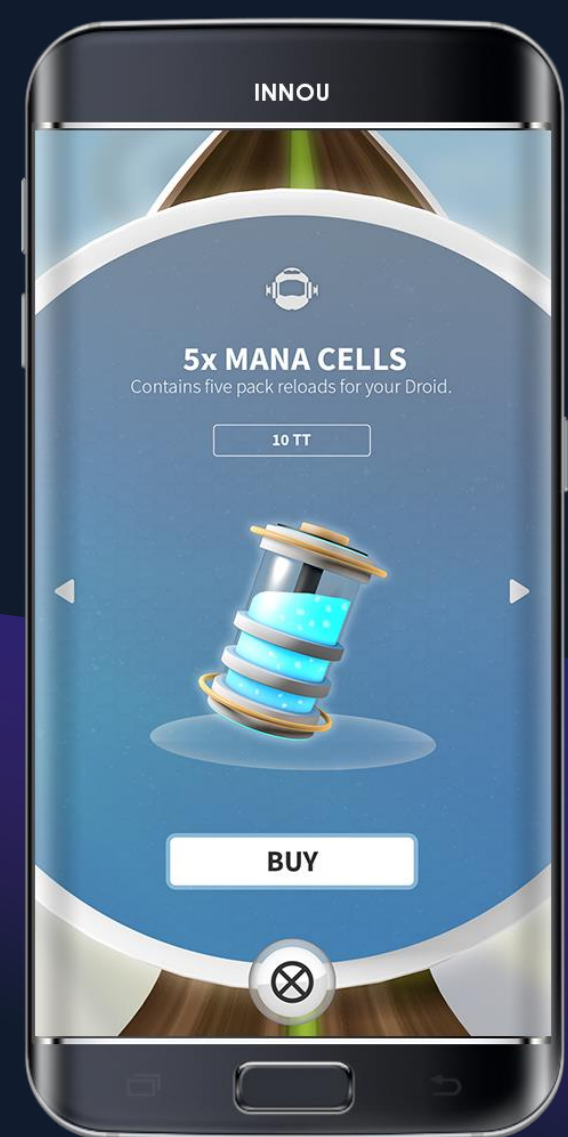 INNOU
5x MANA CELLS
Contains five pack reloads for your Droid.
10 TT
BUY